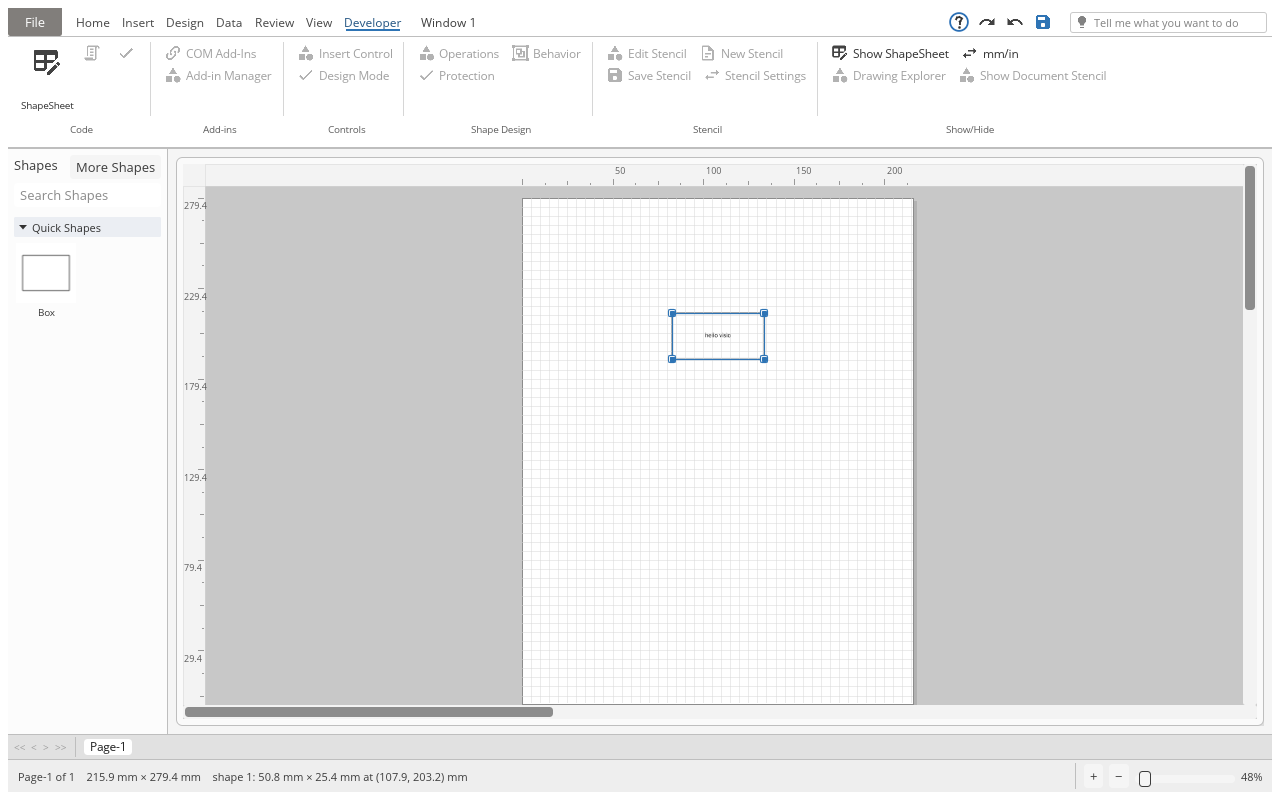 File Home Insert Design Data Review View Developer Window 1 Tell me what you want to do
COM Add-Ins Insert Control Operations Behavior Edit Stencil New Stencil Show ShapeSheet mm/in
Add-in Manager Design Mode Protection Save Stencil Stencil Settings Drawing Explorer Show Document Stencil
ShapeSheet
Code Add-ins Controls Shape Design Stencil Show/Hide
Shapes More Shapes
Search Shapes
Quick Shapes
Box
50 100 150 200
279.4
229.4
179.4
129.4
79.4
29.4
hello visio
<< < > >> Page-1
Page-1 of 1 215.9 mm × 279.4 mm shape 1: 50.8 mm × 25.4 mm at (107.9, 203.2) mm + − 48%